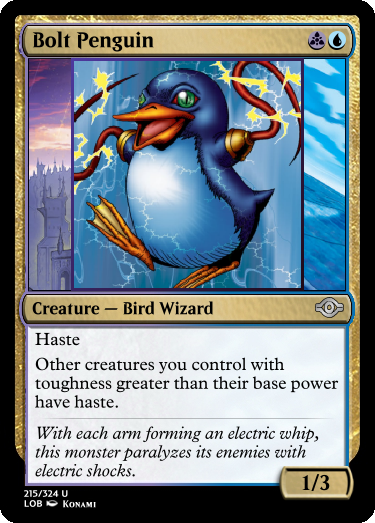 Bolt Penguin
Creature — Bird Wizard
Haste
Other creatures you control with
toughness greater than their base power
have haste.
With each arm forming an electric whip,
this monster paralyzes its enemies with
electric shocks.
1/3
215/324 U
LOB Konami